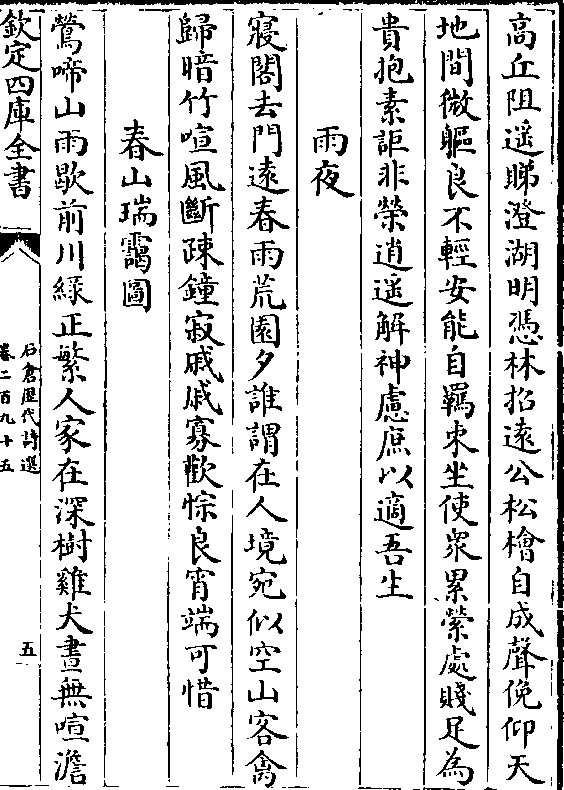 高丘阻遥睇澄湖明憑林招遠公松檜自成聲俛仰天
地間微軀良不輕安能自羈束坐使衆累縈處賤足為
貴抱素詎非榮逍遥解神慮庶以適吾生
雨夜
寢閤去門遠春雨荒園夕誰謂在人境宛似空山客禽
歸暗竹喧風斷疎鐘寂戚戚寡歡悰良宵端可惜
春山瑞靄圖
鶯啼山雨歇前川緑正繁人家在深樹雞犬晝無喧澹
欽定四庫全書
石倉歷代詩選
卷二百九十五
五